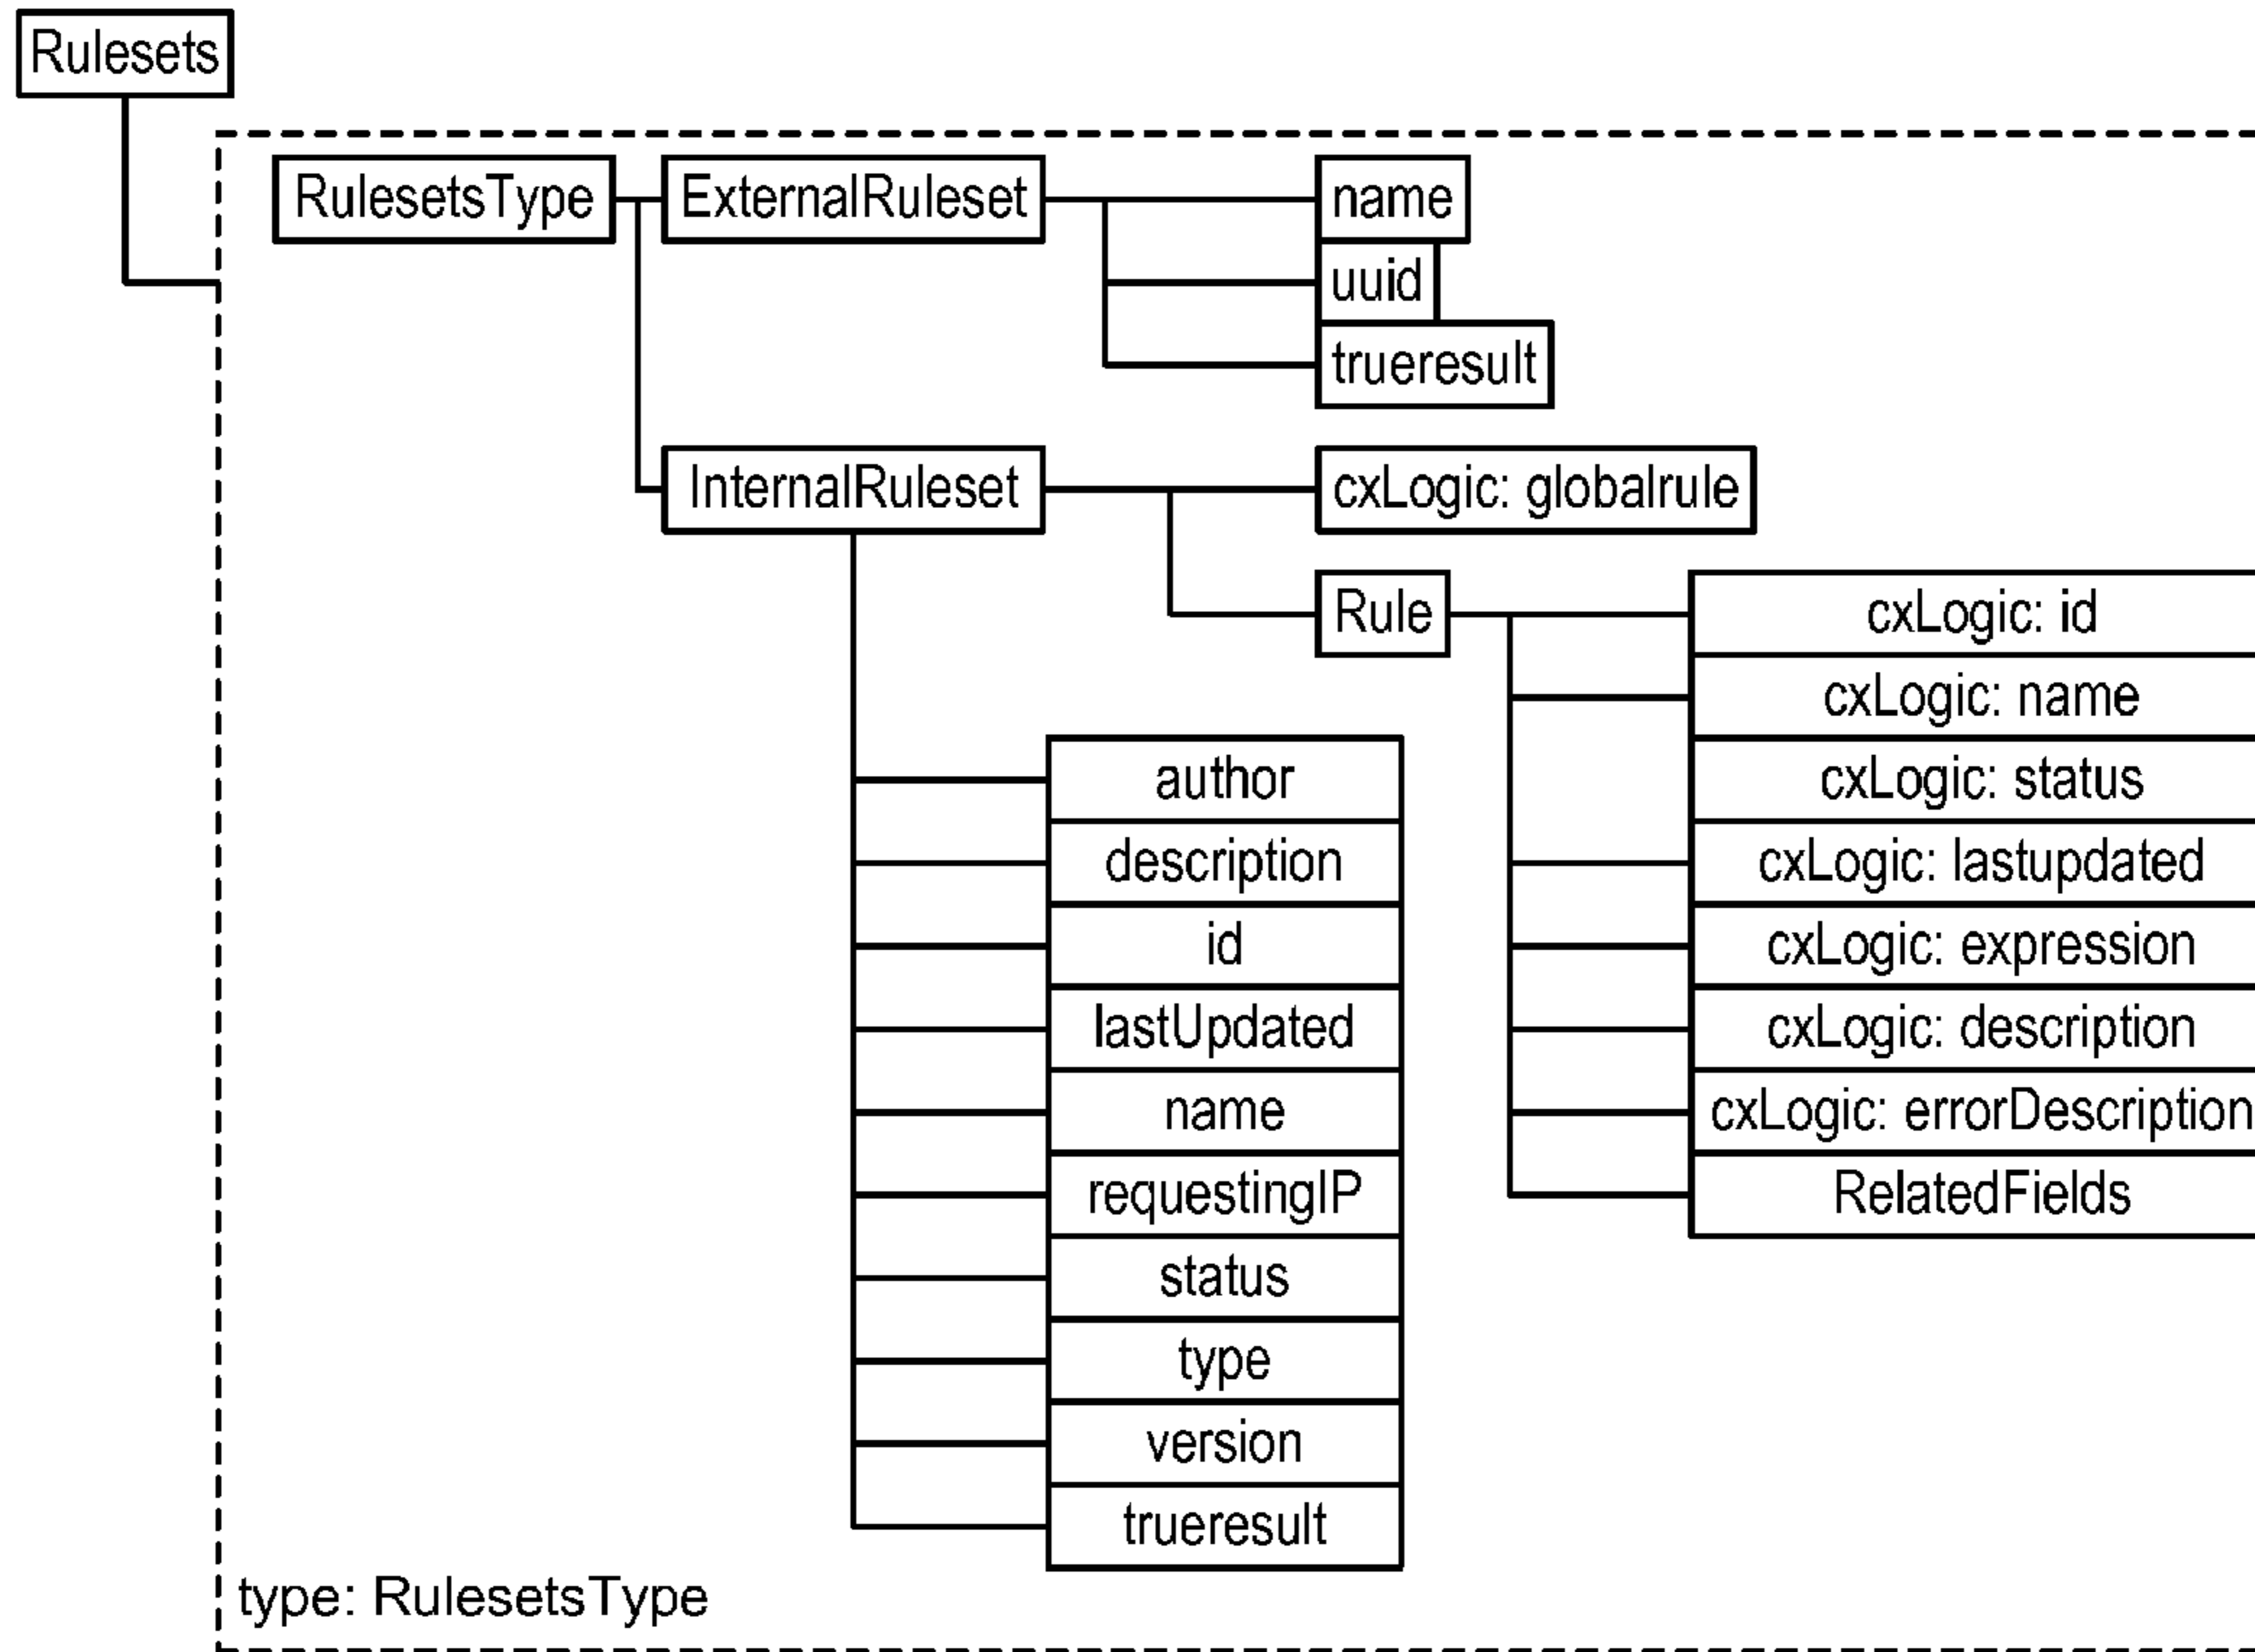 Rulesets
RulesetsType
ExternalRuleset
name
uuid
trueresult
InternalRuleset
cxLogic: globalrule
Rule
cxLogic: id
cxLogic: name
cxLogic: status
cxLogic: lastupdated
cxLogic: expression
cxLogic: description
cxLogic: errorDescription
RelatedFields
author
description
id
lastUpdated
name
requestingIP
status
type
version
trueresult
type: RulesetsType